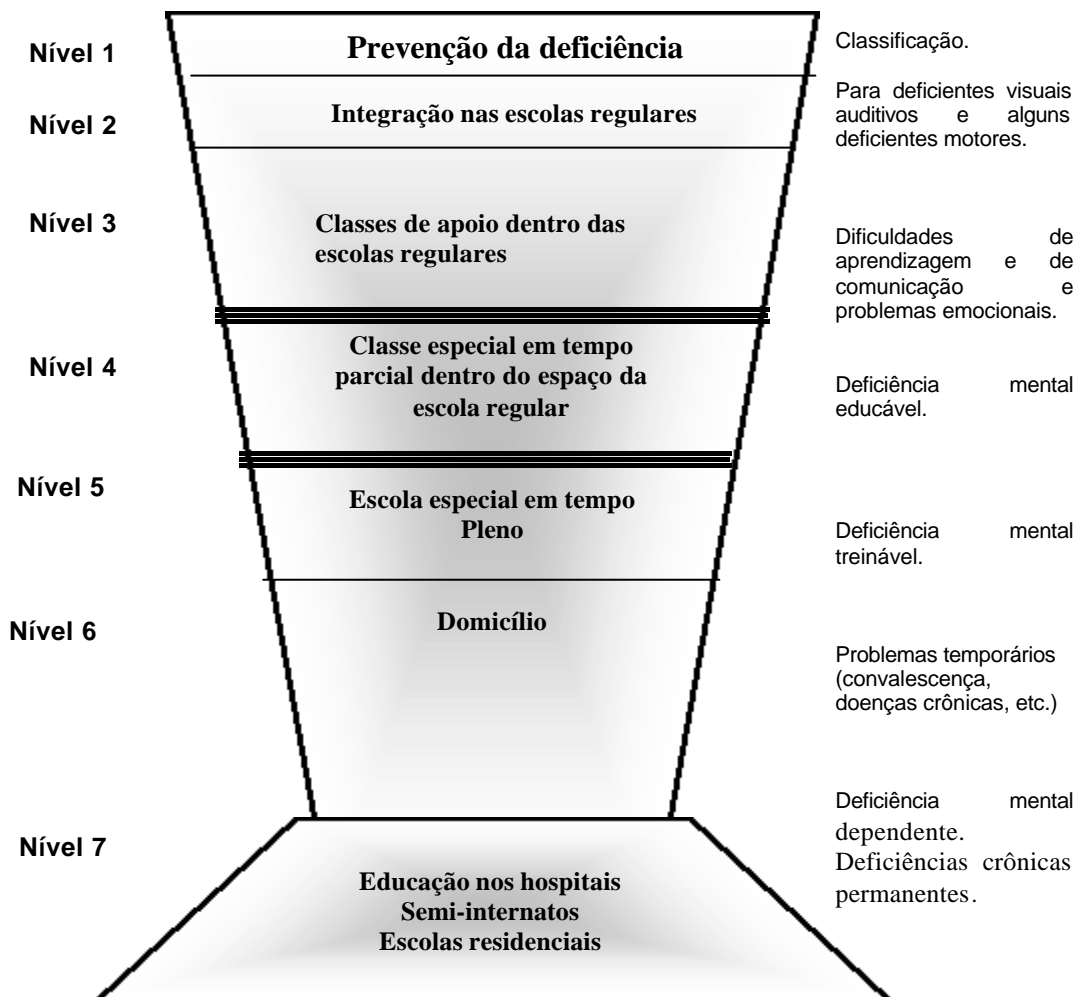 Nível 1
Prevenção da deficiência
Classificação.
Nível 2
Integração nas escolas regulares
Para deficientes visuais
auditivos e alguns
deficientes motores.
Nível 3
Classes de apoio dentro das
escolas regulares
Dificuldades de
aprendizagem e de
comunicação e
problemas emocionais.
Nível 4
Classe especial em tempo
parcial dentro do espaço da
escola regular
Deficiência mental
educável.
Nível 5
Escola especial em tempo
Pleno
Deficiência mental
treinável.
Nível 6
Domicílio
Problemas temporários
(convalescença,
doenças crônicas, etc.)
Nível 7
Educação nos hospitais
Semi-internatos
Escolas residenciais
Deficiência mental
dependente.
Deficiências crônicas
permanentes.